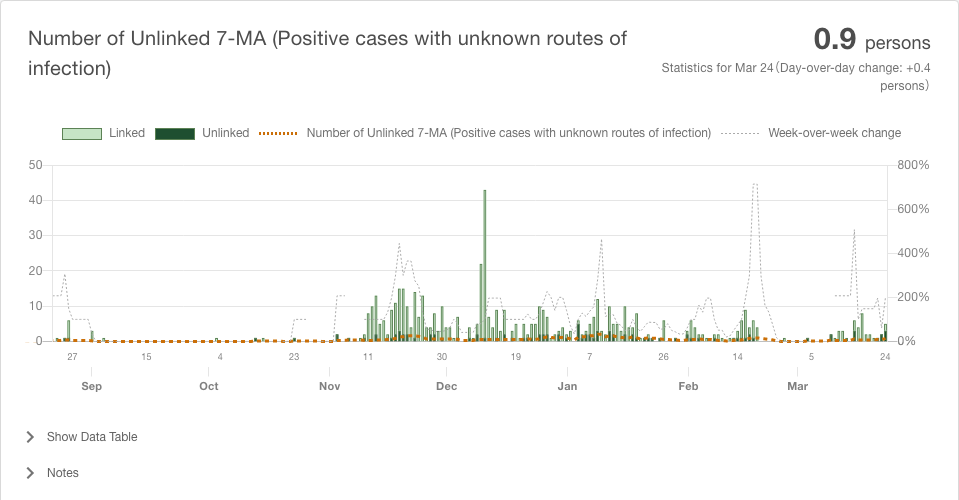 Number of Unlinked 7-MA (Positive cases with unknown routes of
infection)
0.9 persons
Statistics for Mar 24(Day-over-day change: +0.4
persons)
Linked Unlinked Number of Unlinked 7-MA (Positive cases with unknown routes of infection) Week-over-week change
50 800%
40 600%
30 400%
20 200%
10 0%
0
27 15 4 23 11 30 19 7 26 14 5 24
Sep Oct Nov Dec Jan Feb Mar
Show Data Table
Notes